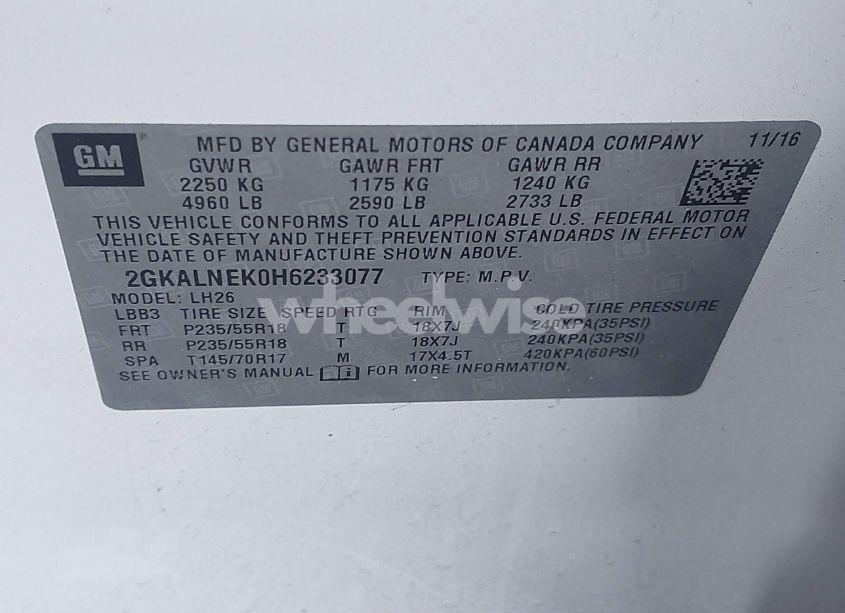 GM
MFD BY GENERAL MOTORS OF CANADA COMPANY 11/16
GVWR GAWR FRT GAWR RR
2250 KG 1175 KG 1240 KG
4960 LB 2590 LB 2733 LB
THIS VEHICLE CONFORMS TO ALL APPLICABLE U.S. FEDERAL MOTOR
VEHICLE SAFETY AND THEFT PREVENTION STANDARDS IN EFFECT ON
THE DATE OF MANUFACTURE SHOWN ABOVE.
2GKALNEK0H6233077 TYPE: M.P.V.
MODEL: LH26
LBB3 TIRE SIZE SPEED RTG RIM COLD TIRE PRESSURE
FRT P235/55R18 T 18X7J 240KPA(35PSI)
RR P235/55R18 T 18X7J 240KPA(35PSI)
SPA T145/70R17 M 17X4.5T 420KPA(60PSI)
SEE OWNER'S MANUAL FOR MORE INFORMATION.
wheelwise